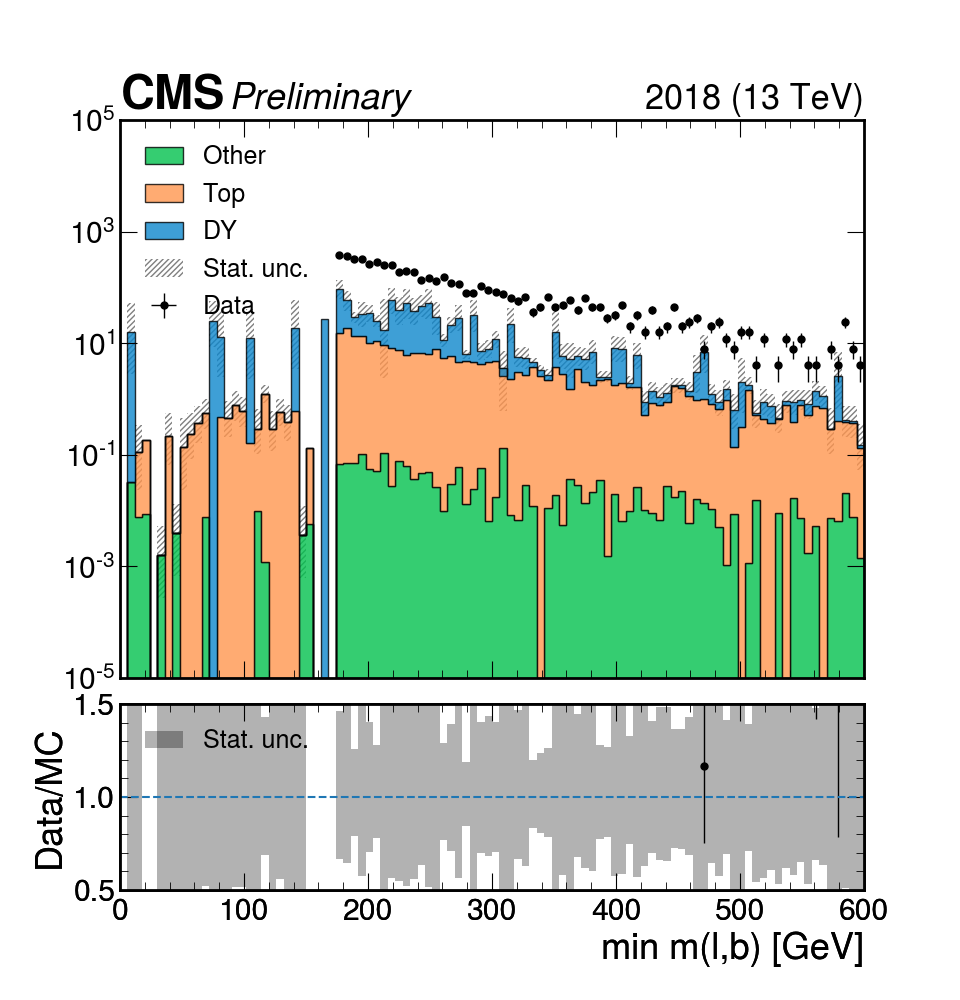 CMS Preliminary 2018 (13 TeV)
10^5
Other
Top
10^3
DY
Stat. unc.
Data
10^1
10^-1
10^-3
10^-5
1.5
Stat. unc.
Data/MC
1.0
0.5
0 100 200 300 400 500 600
min m(l,b) [GeV]